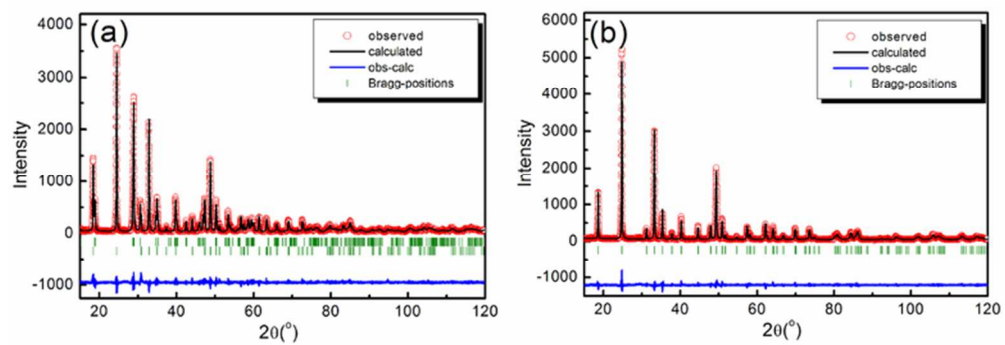 (a)
observed
calculated
obs-calc
Bragg-positions
4000
3000
2000
1000
0
-1000
Intensity
20 40 60 80 100 120
2θ(°)
(b)
observed
calculated
obs-calc
Bragg-positions
6000
5000
4000
3000
2000
1000
0
-1000
Intensity
20 40 60 80 100 120
2θ(°)